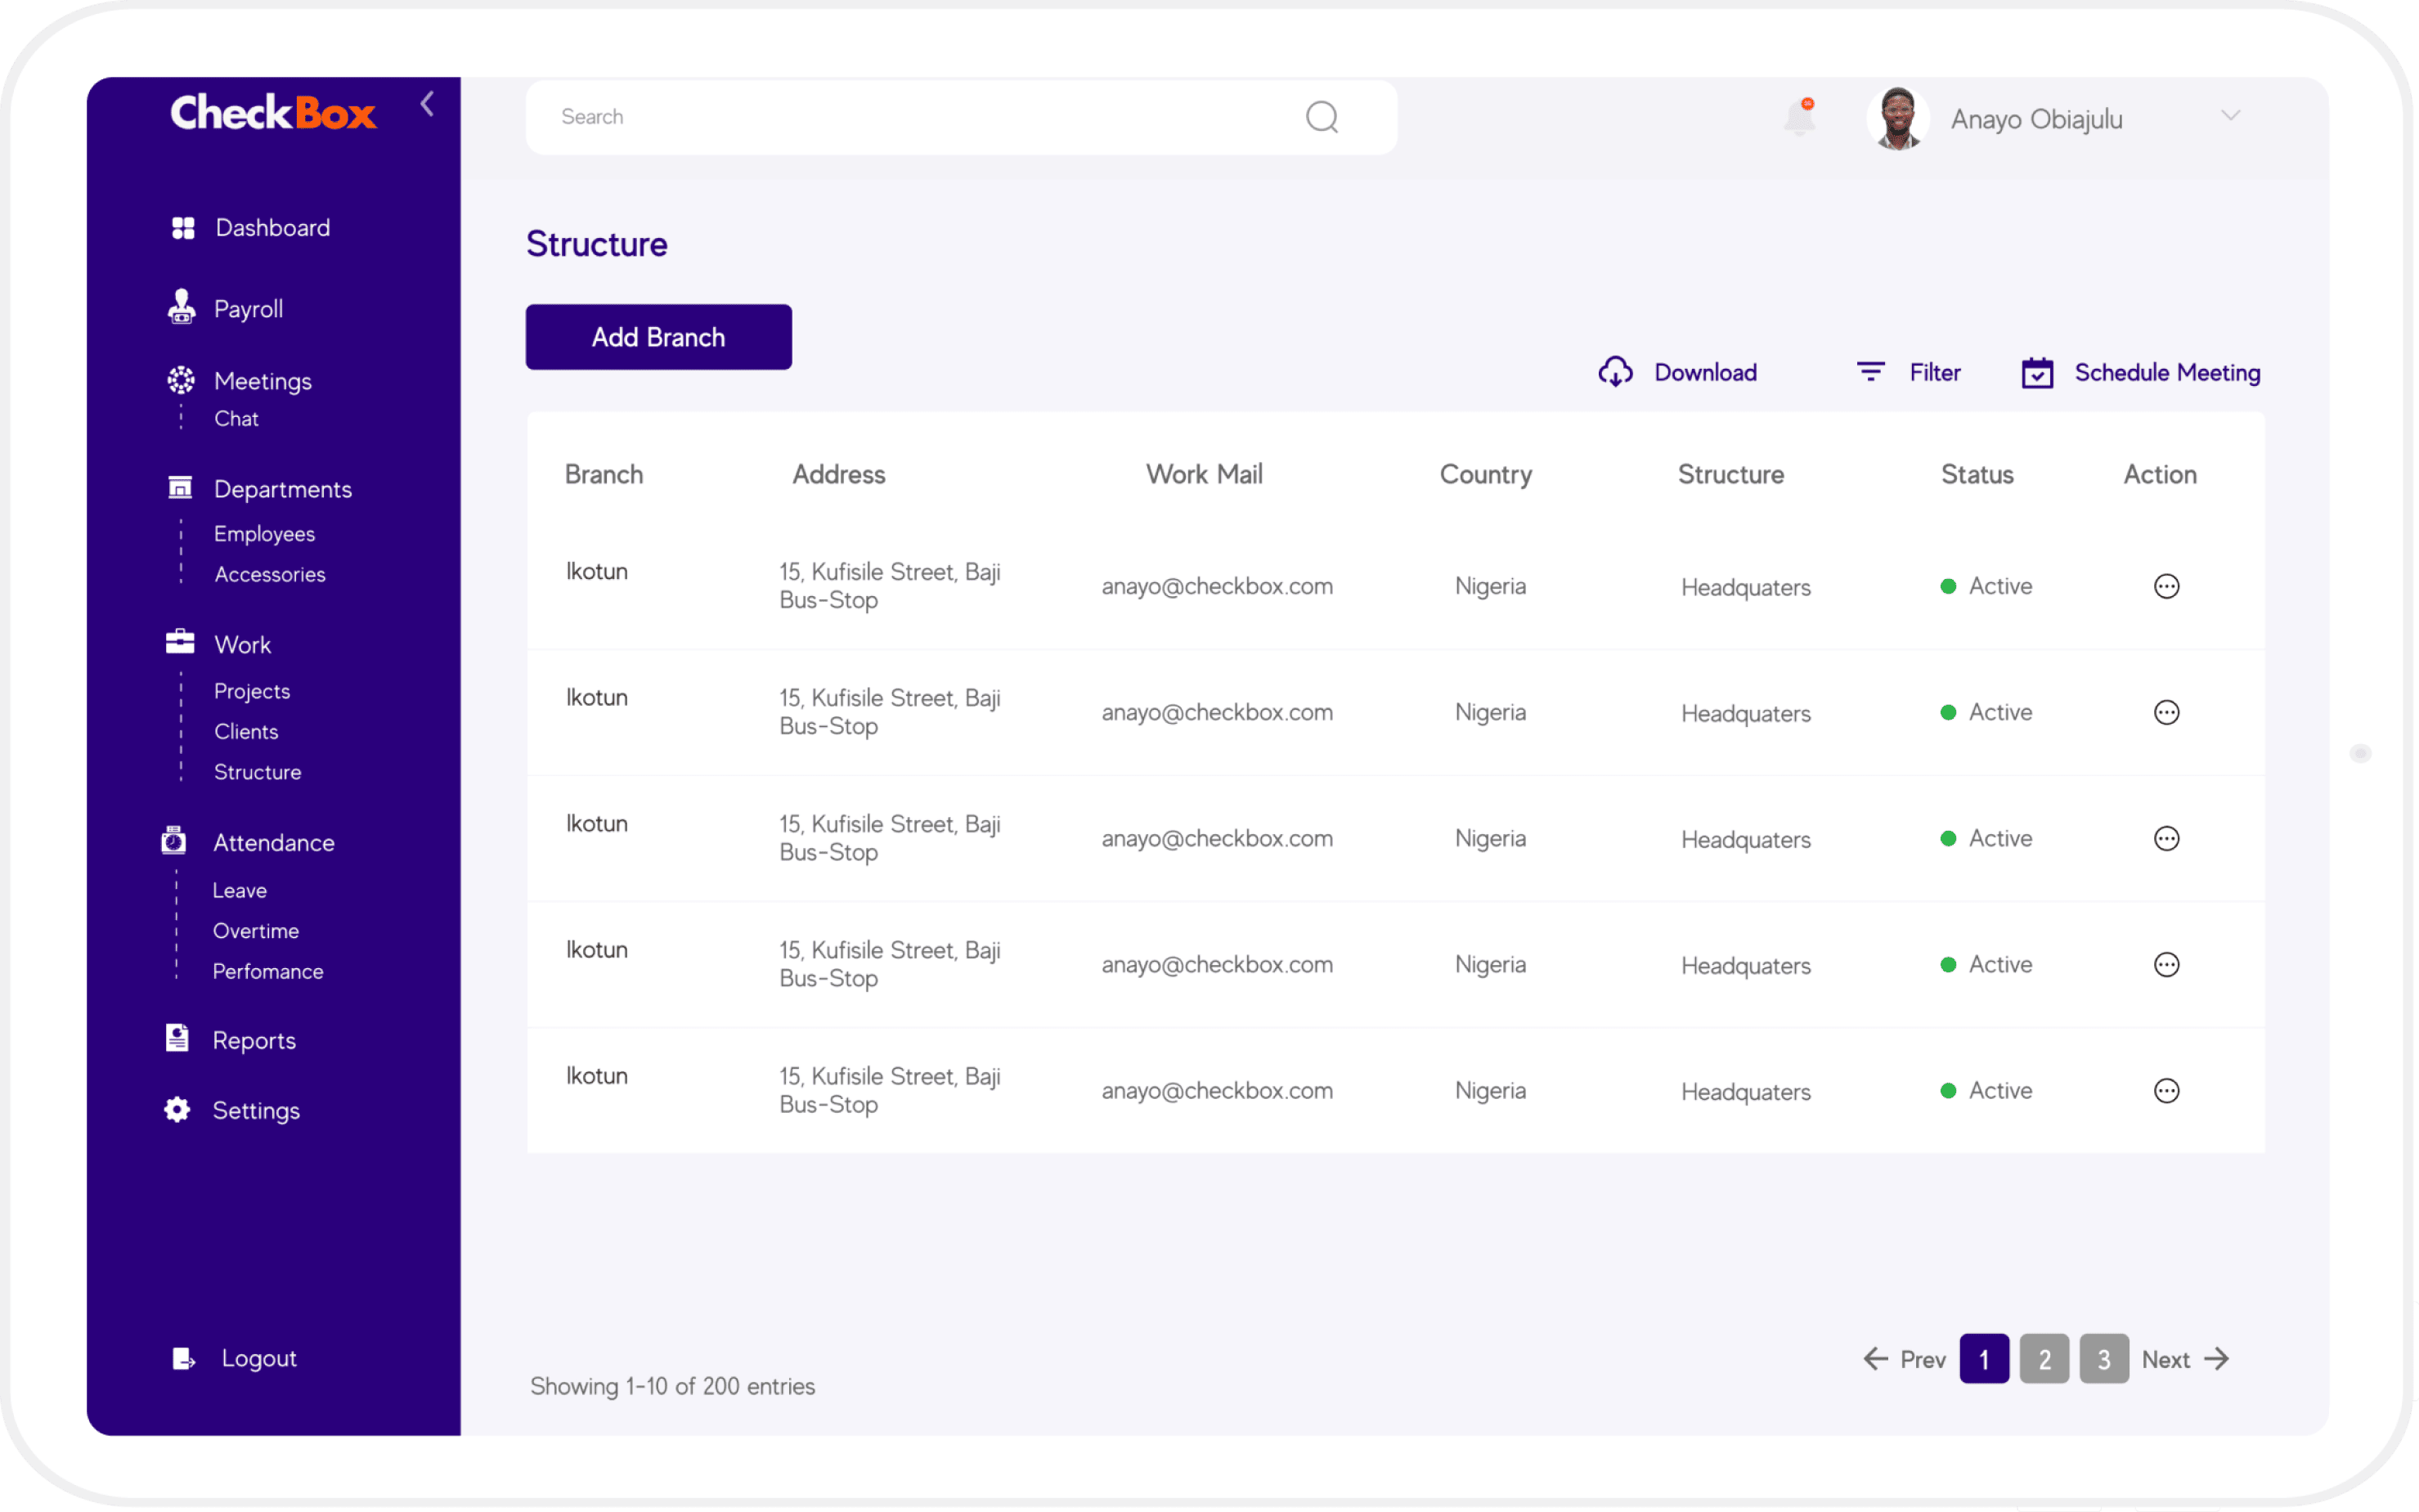 CheckBox
Search
Anayo Obiajulu
Dashboard
Payroll
Meetings
Chat
Departments
Employees
Accessories
Work
Projects
Clients
Structure
Attendance
Leave
Overtime
Perfomance
Reports
Settings
Logout
Structure
Add Branch
Download Filter Schedule Meeting
Branch Address Work Mail Country Structure Status Action
Ikotun 15, Kufisile Street, Baji Bus-Stop anayo@checkbox.com Nigeria Headquaters Active
Ikotun 15, Kufisile Street, Baji Bus-Stop anayo@checkbox.com Nigeria Headquaters Active
Ikotun 15, Kufisile Street, Baji Bus-Stop anayo@checkbox.com Nigeria Headquaters Active
Ikotun 15, Kufisile Street, Baji Bus-Stop anayo@checkbox.com Nigeria Headquaters Active
Ikotun 15, Kufisile Street, Baji Bus-Stop anayo@checkbox.com Nigeria Headquaters Active
Showing 1-10 of 200 entries
Prev 1 2 3 Next